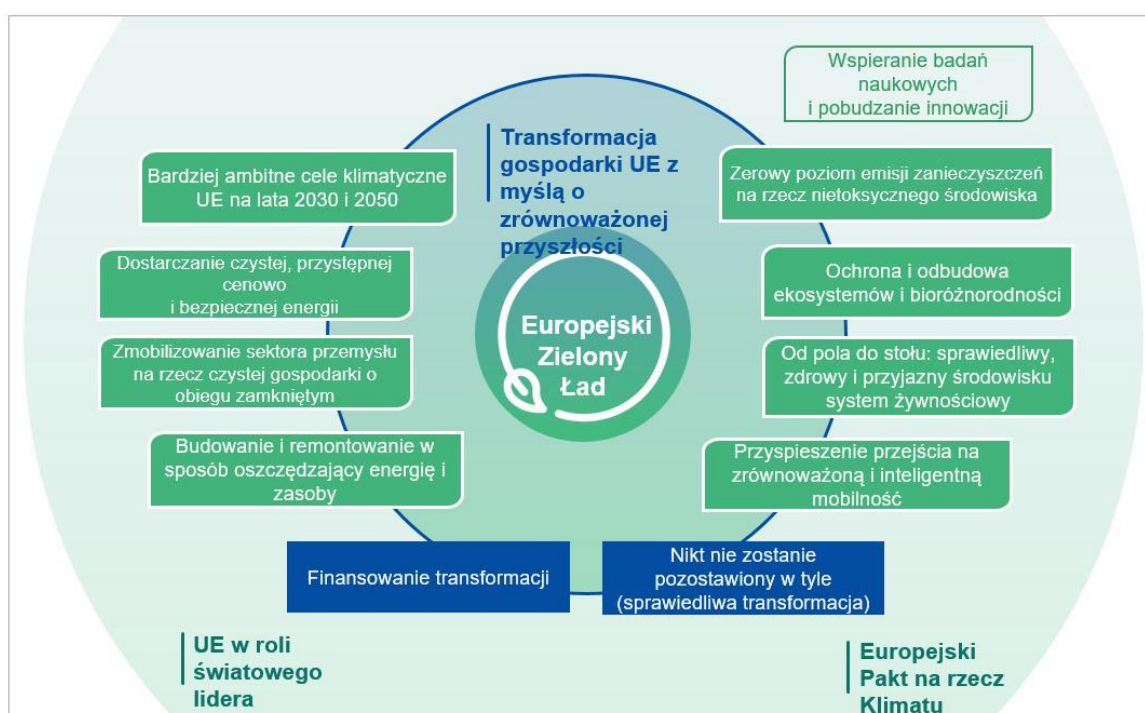 Wspieranie badań
naukowych
i pobudzanie innowacji
Transformacja
gospodarki UE z
myślą o
zrównoważonej
przyszłości
Bardziej ambitne cele klimatyczne
UE na lata 2030 i 2050
Zerowy poziom emisji zanieczyszczeń
na rzecz nietoksycznego środowiska
Dostarczanie czystej, przystępnej
cenowo
i bezpiecznej energii
Ochrona i odbudowa
ekosystemów i bioróżnorodności
Europejski
Zielony
Ład
Zmobilizowanie sektora przemysłu
na rzecz czystej gospodarki o
obiegu zamkniętym
Od pola do stołu: sprawiedliwy,
zdrowy i przyjazny środowisku
system żywnościowy
Budowanie i remontowanie w
sposób oszczędzający energię i
zasoby
Przyspieszenie przejścia na
zrównoważoną i inteligentną
mobilność
Finansowanie transformacji
Nikt nie zostanie
pozostawiony w tyle
(sprawiedliwa transformacja)
UE w roli
światowego
lidera
Europejski
Pakt na rzecz
Klimatu